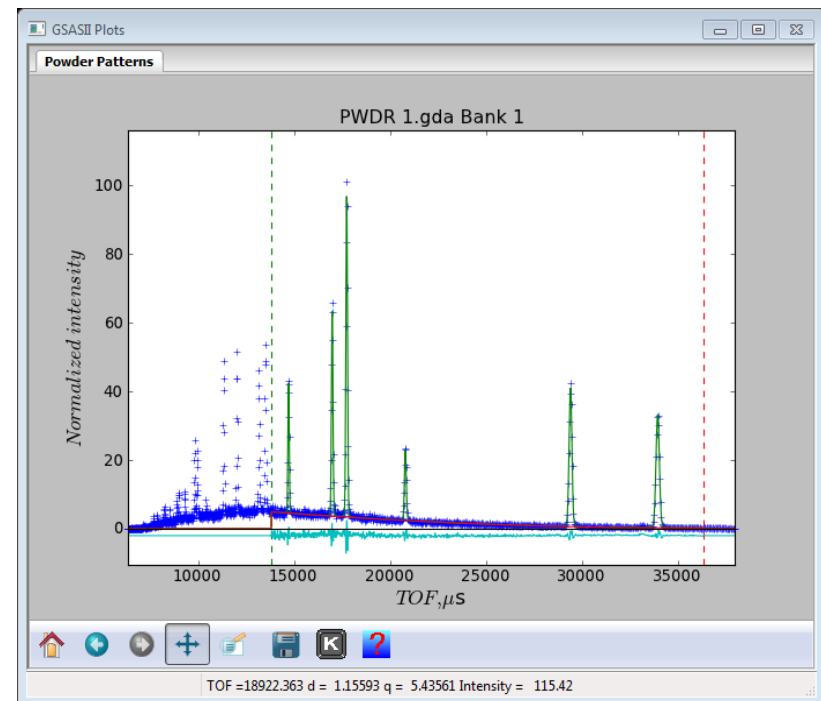 GSASII Plots
Powder Patterns
PWDR 1.gda Bank 1
Normalized intensity
100
80
60
40
20
0
10000 15000 20000 25000 30000 35000
TOF,μs
K ?
TOF =18922.363 d = 1.15593 q = 5.43561 Intensity = 115.42